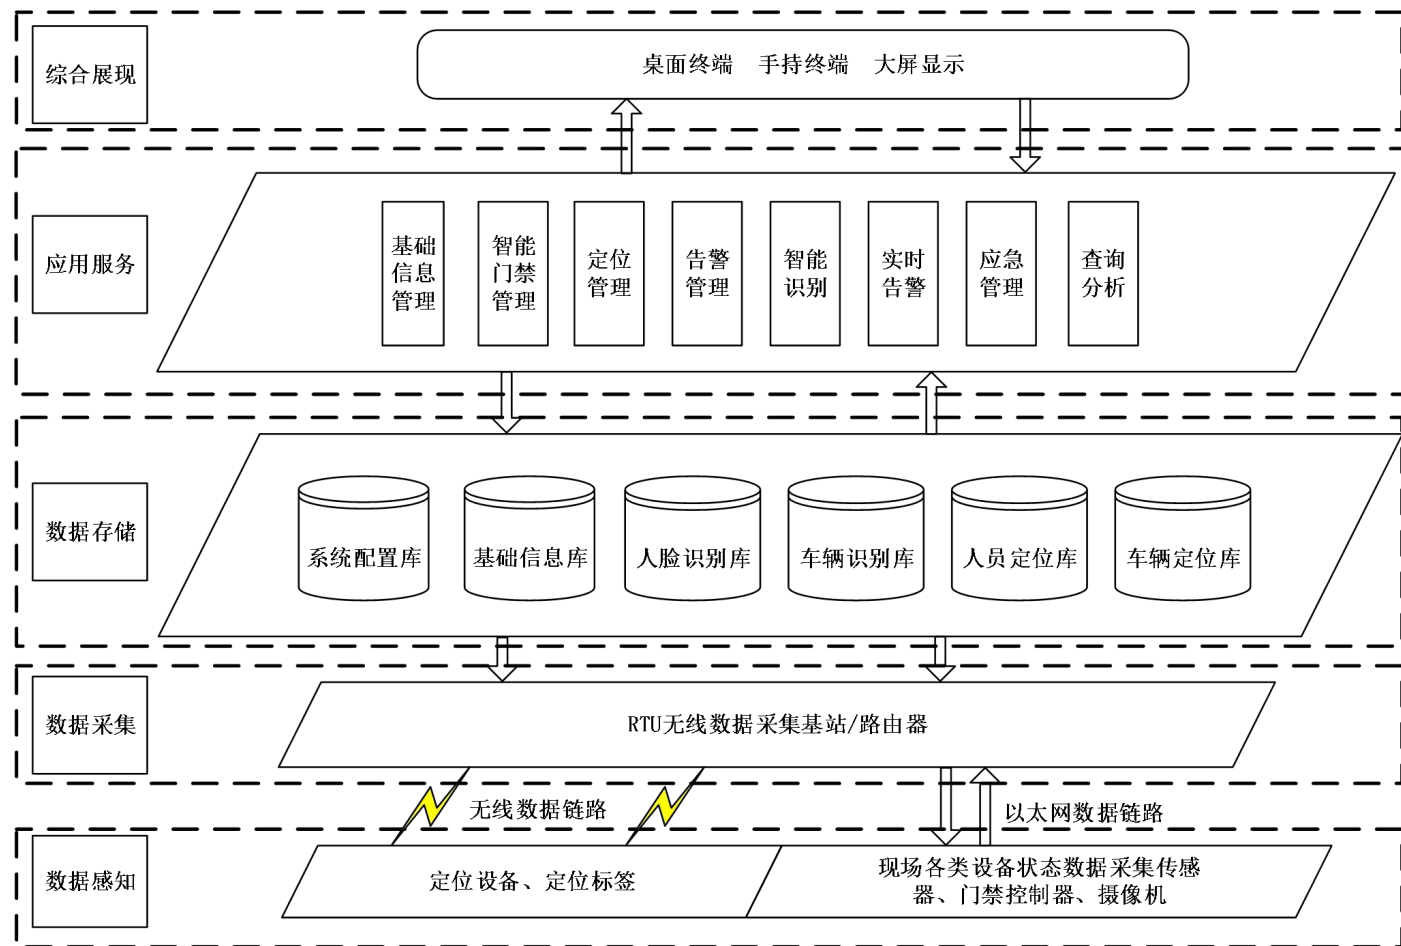 综合展现
桌面终端 手持终端 大屏显示
应用服务
基础
信息
管理
智能
门禁
管理
定位
管理
告警
管理
智能
识别
实时
告警
应急
管理
查询
分析
数据存储
系统配置库
基础信息库
人脸识别库
车辆识别库
人员定位库
车辆定位库
数据采集
RTU无线数据采集基站/路由器
无线数据链路
以太网数据链路
数据感知
定位设备、定位标签
现场各类设备状态数据采集传感
器、门禁控制器、摄像机